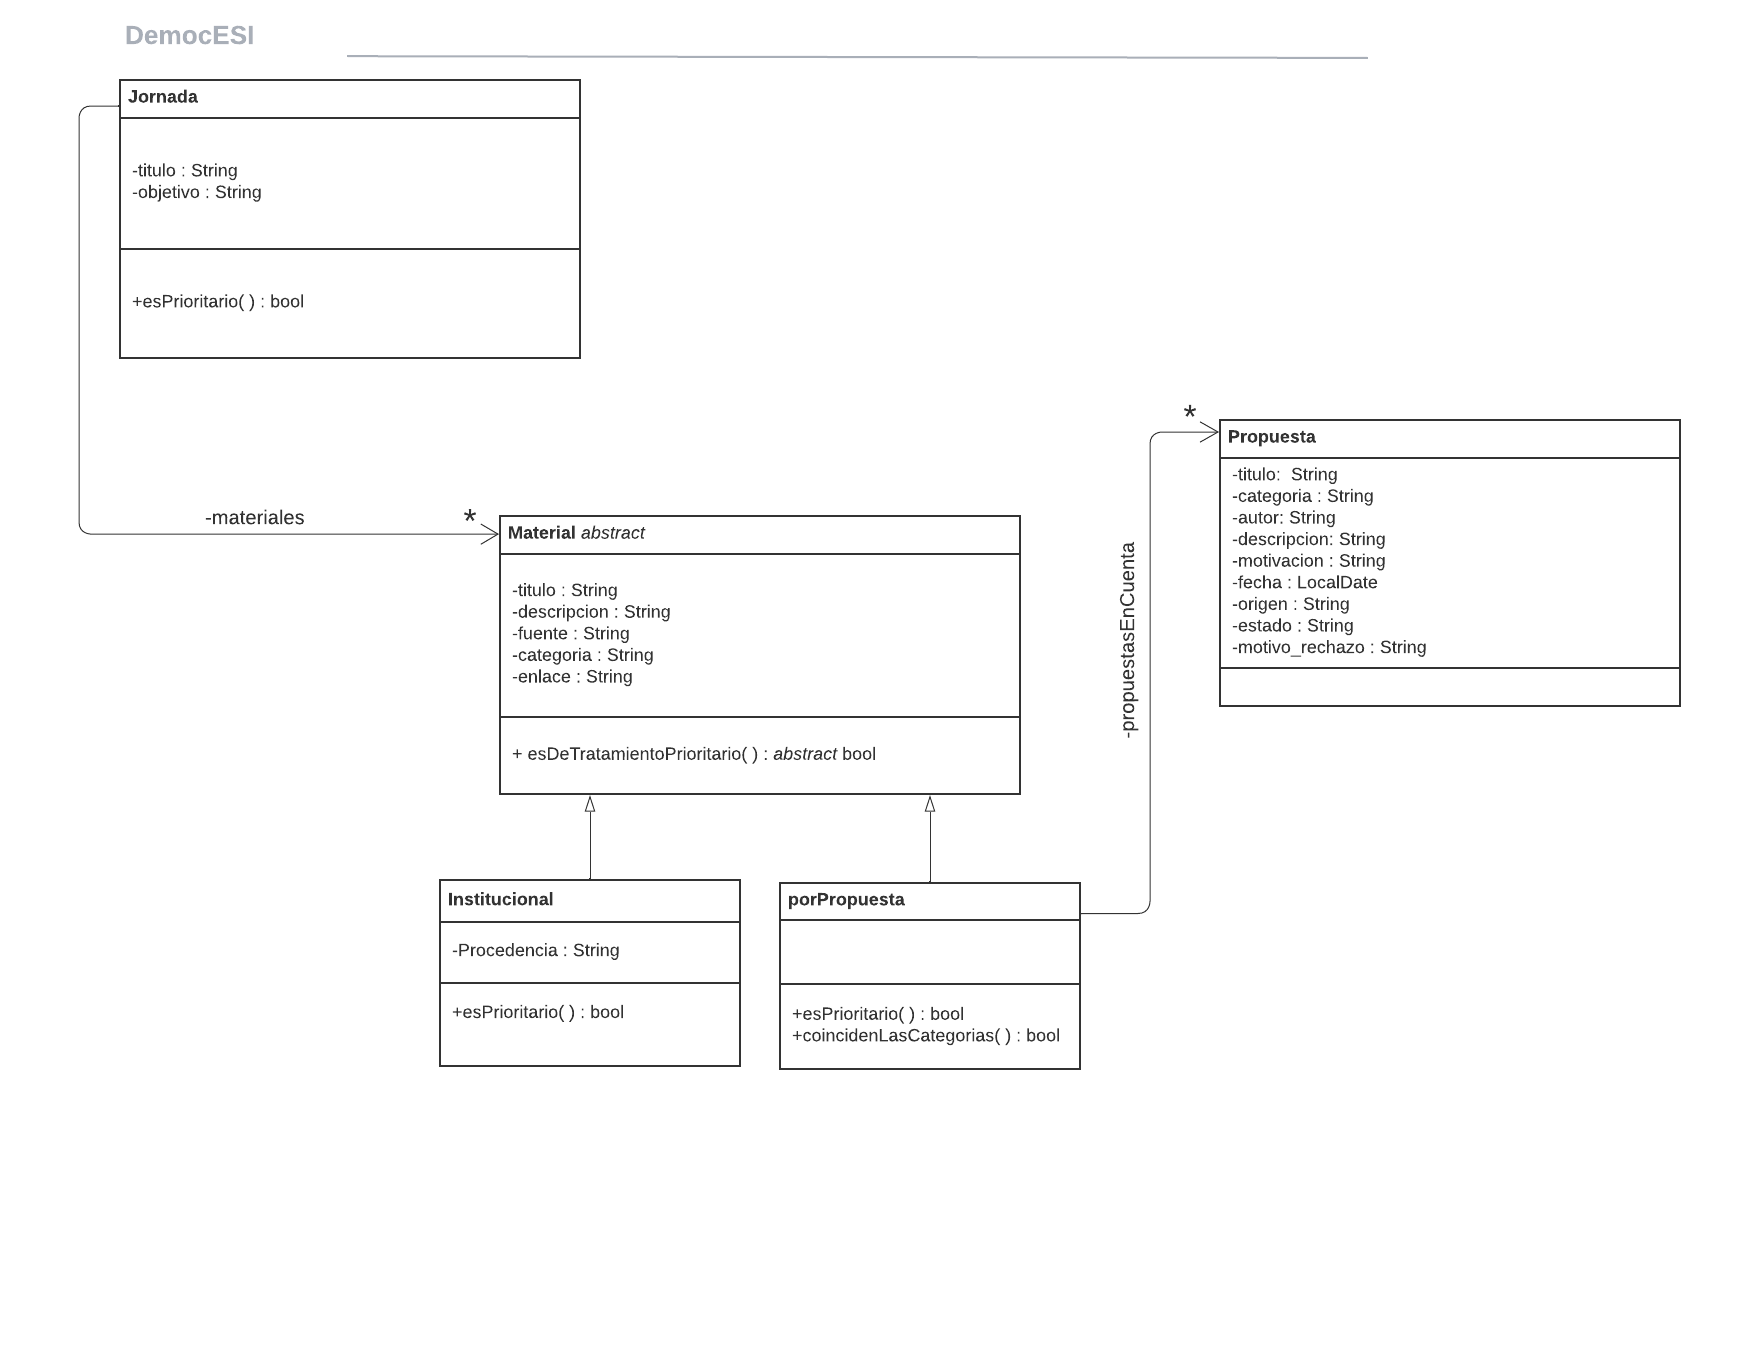 DemocESI
Jornada
-titulo : String
-objetivo : String
+esPrioritario( ) : bool
-materiales
*
Material abstract
-titulo : String
-descripcion : String
-fuente : String
-categoria : String
-enlace : String
+ esDeTratamientoPrioritario( ) : abstract bool
Institucional
-Procedencia : String
+esPrioritario( ) : bool
porPropuesta
+esPrioritario( ) : bool
+coincidenLasCategorias( ) : bool
-propuestasEnCuenta
*
Propuesta
-titulo:  String
-categoria : String
-autor: String
-descripcion: String
-motivacion : String
-fecha : LocalDate
-origen : String
-estado : String
-motivo_rechazo : String